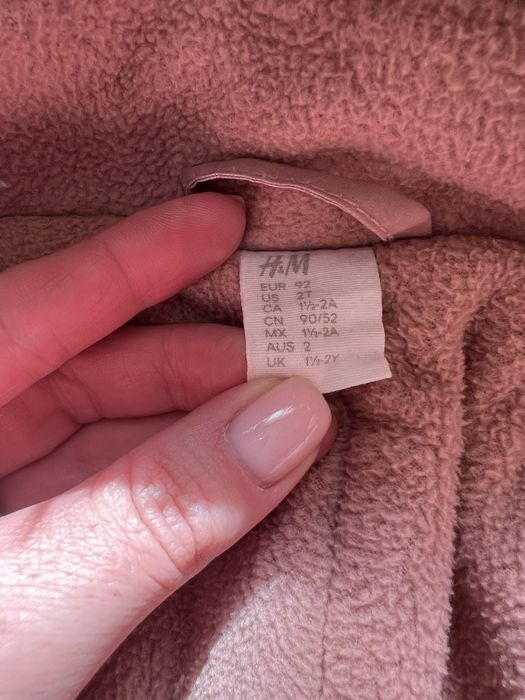 H&M
EUR 92
US 2T
CA 1½-2A
CN 90/52
MX 1½-2A
AUS 2
UK 1½-2Y